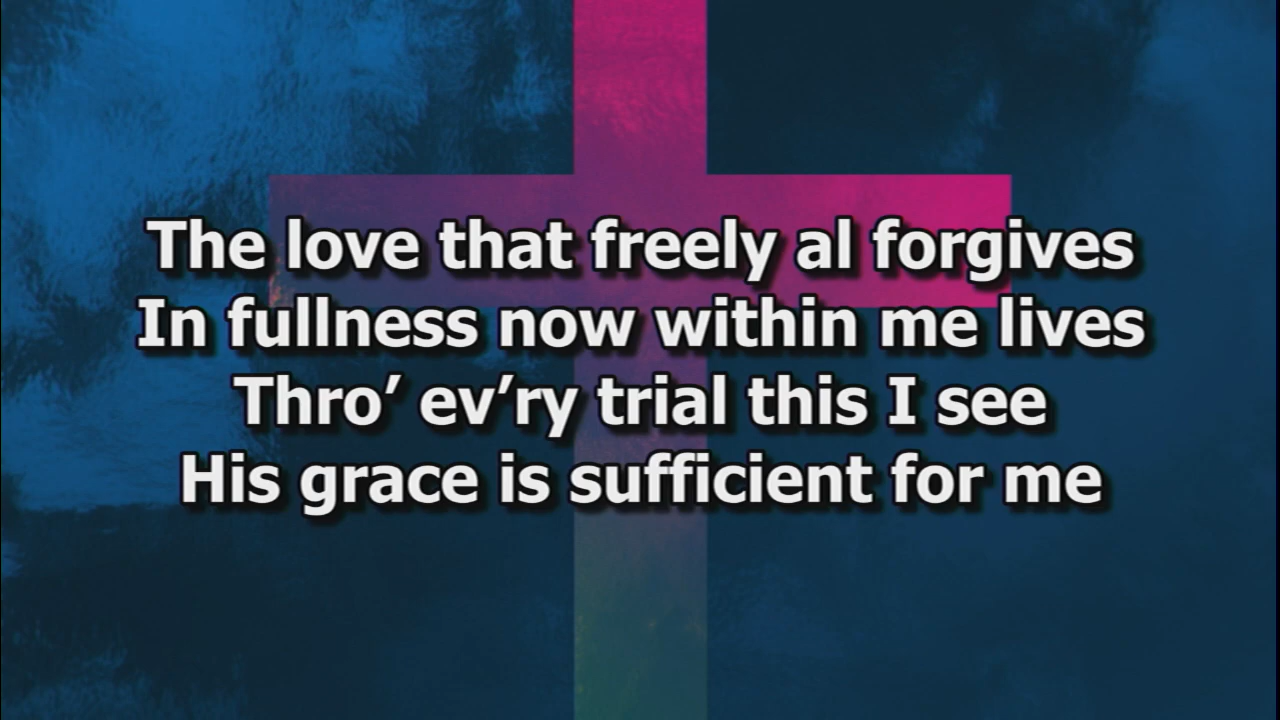 The love that freely al forgives
In fullness now within me lives
Thro’ ev’ry trial this I see
His grace is sufficient for me